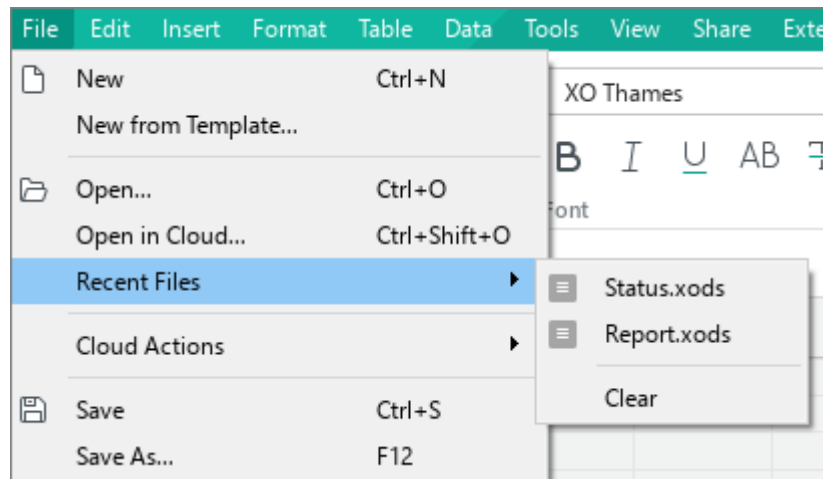 File Edit Insert Format Table Data Tools View Share Exte
New Ctrl+N
New from Template...
Open... Ctrl+O
Open in Cloud... Ctrl+Shift+O
Recent Files
Cloud Actions
Save Ctrl+S
Save As... F12
XO Thames
B I U AB T
Font
Status.xods
Report.xods
Clear